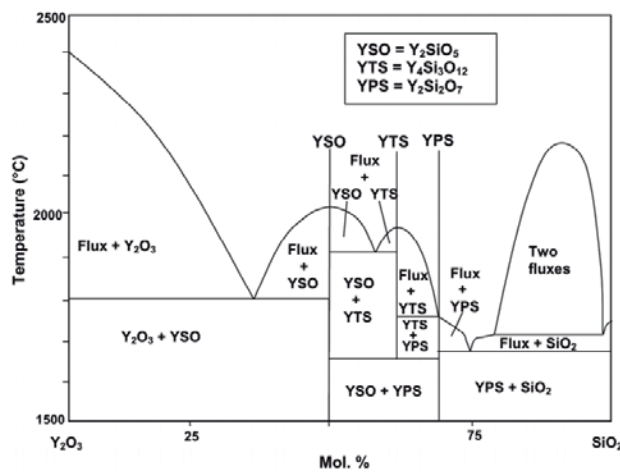 2500
YSO = Y₂SiO₅
YTS = Y₄Si₃O₁₂
YPS = Y₂Si₂O₇
YSO YTS YPS
Flux
+
YSO YTS
Temperature (°C)
2000
Flux + Y₂O₃
Flux
+
YSO
YSO
+
YTS
Flux
+
YTS
Flux
+
YPS
Two
fluxes
YTS
+
YPS
Flux + SiO₂
Y₂O₃ + YSO
YSO + YPS
YPS + SiO₂
1500
Y₂O₃ 25 75 SiO₂
Mol. %